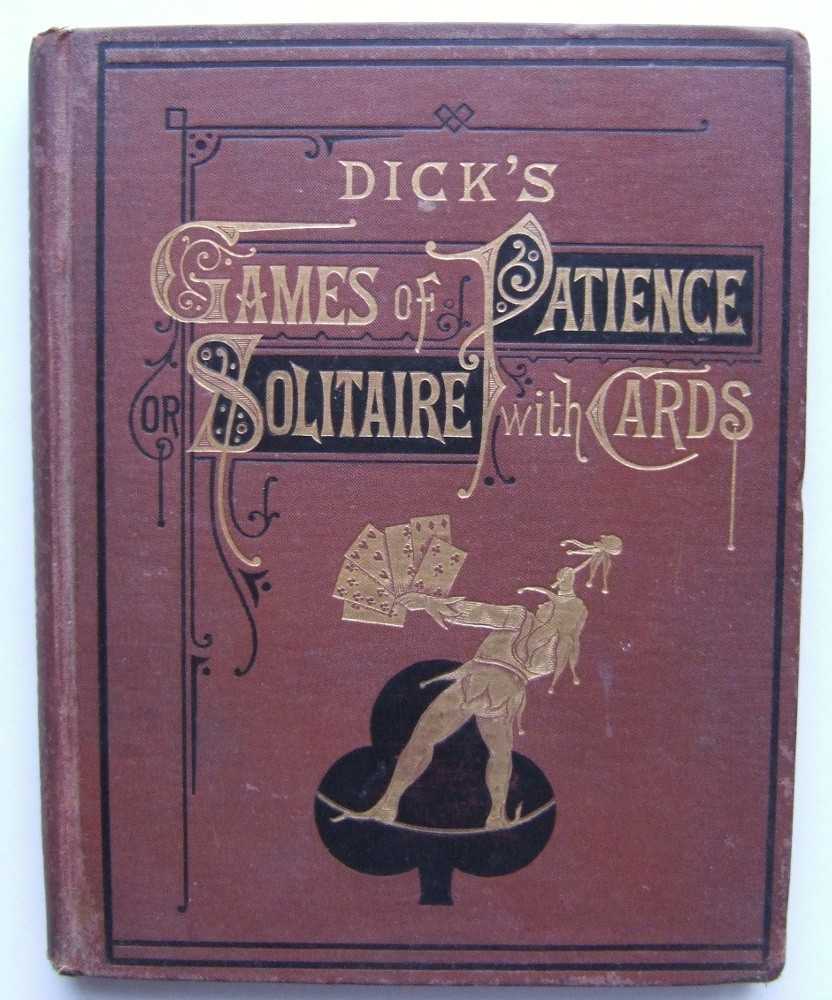 DICK'S
GAMES OF PATIENCE
OR SOLITAIRE with CARDS